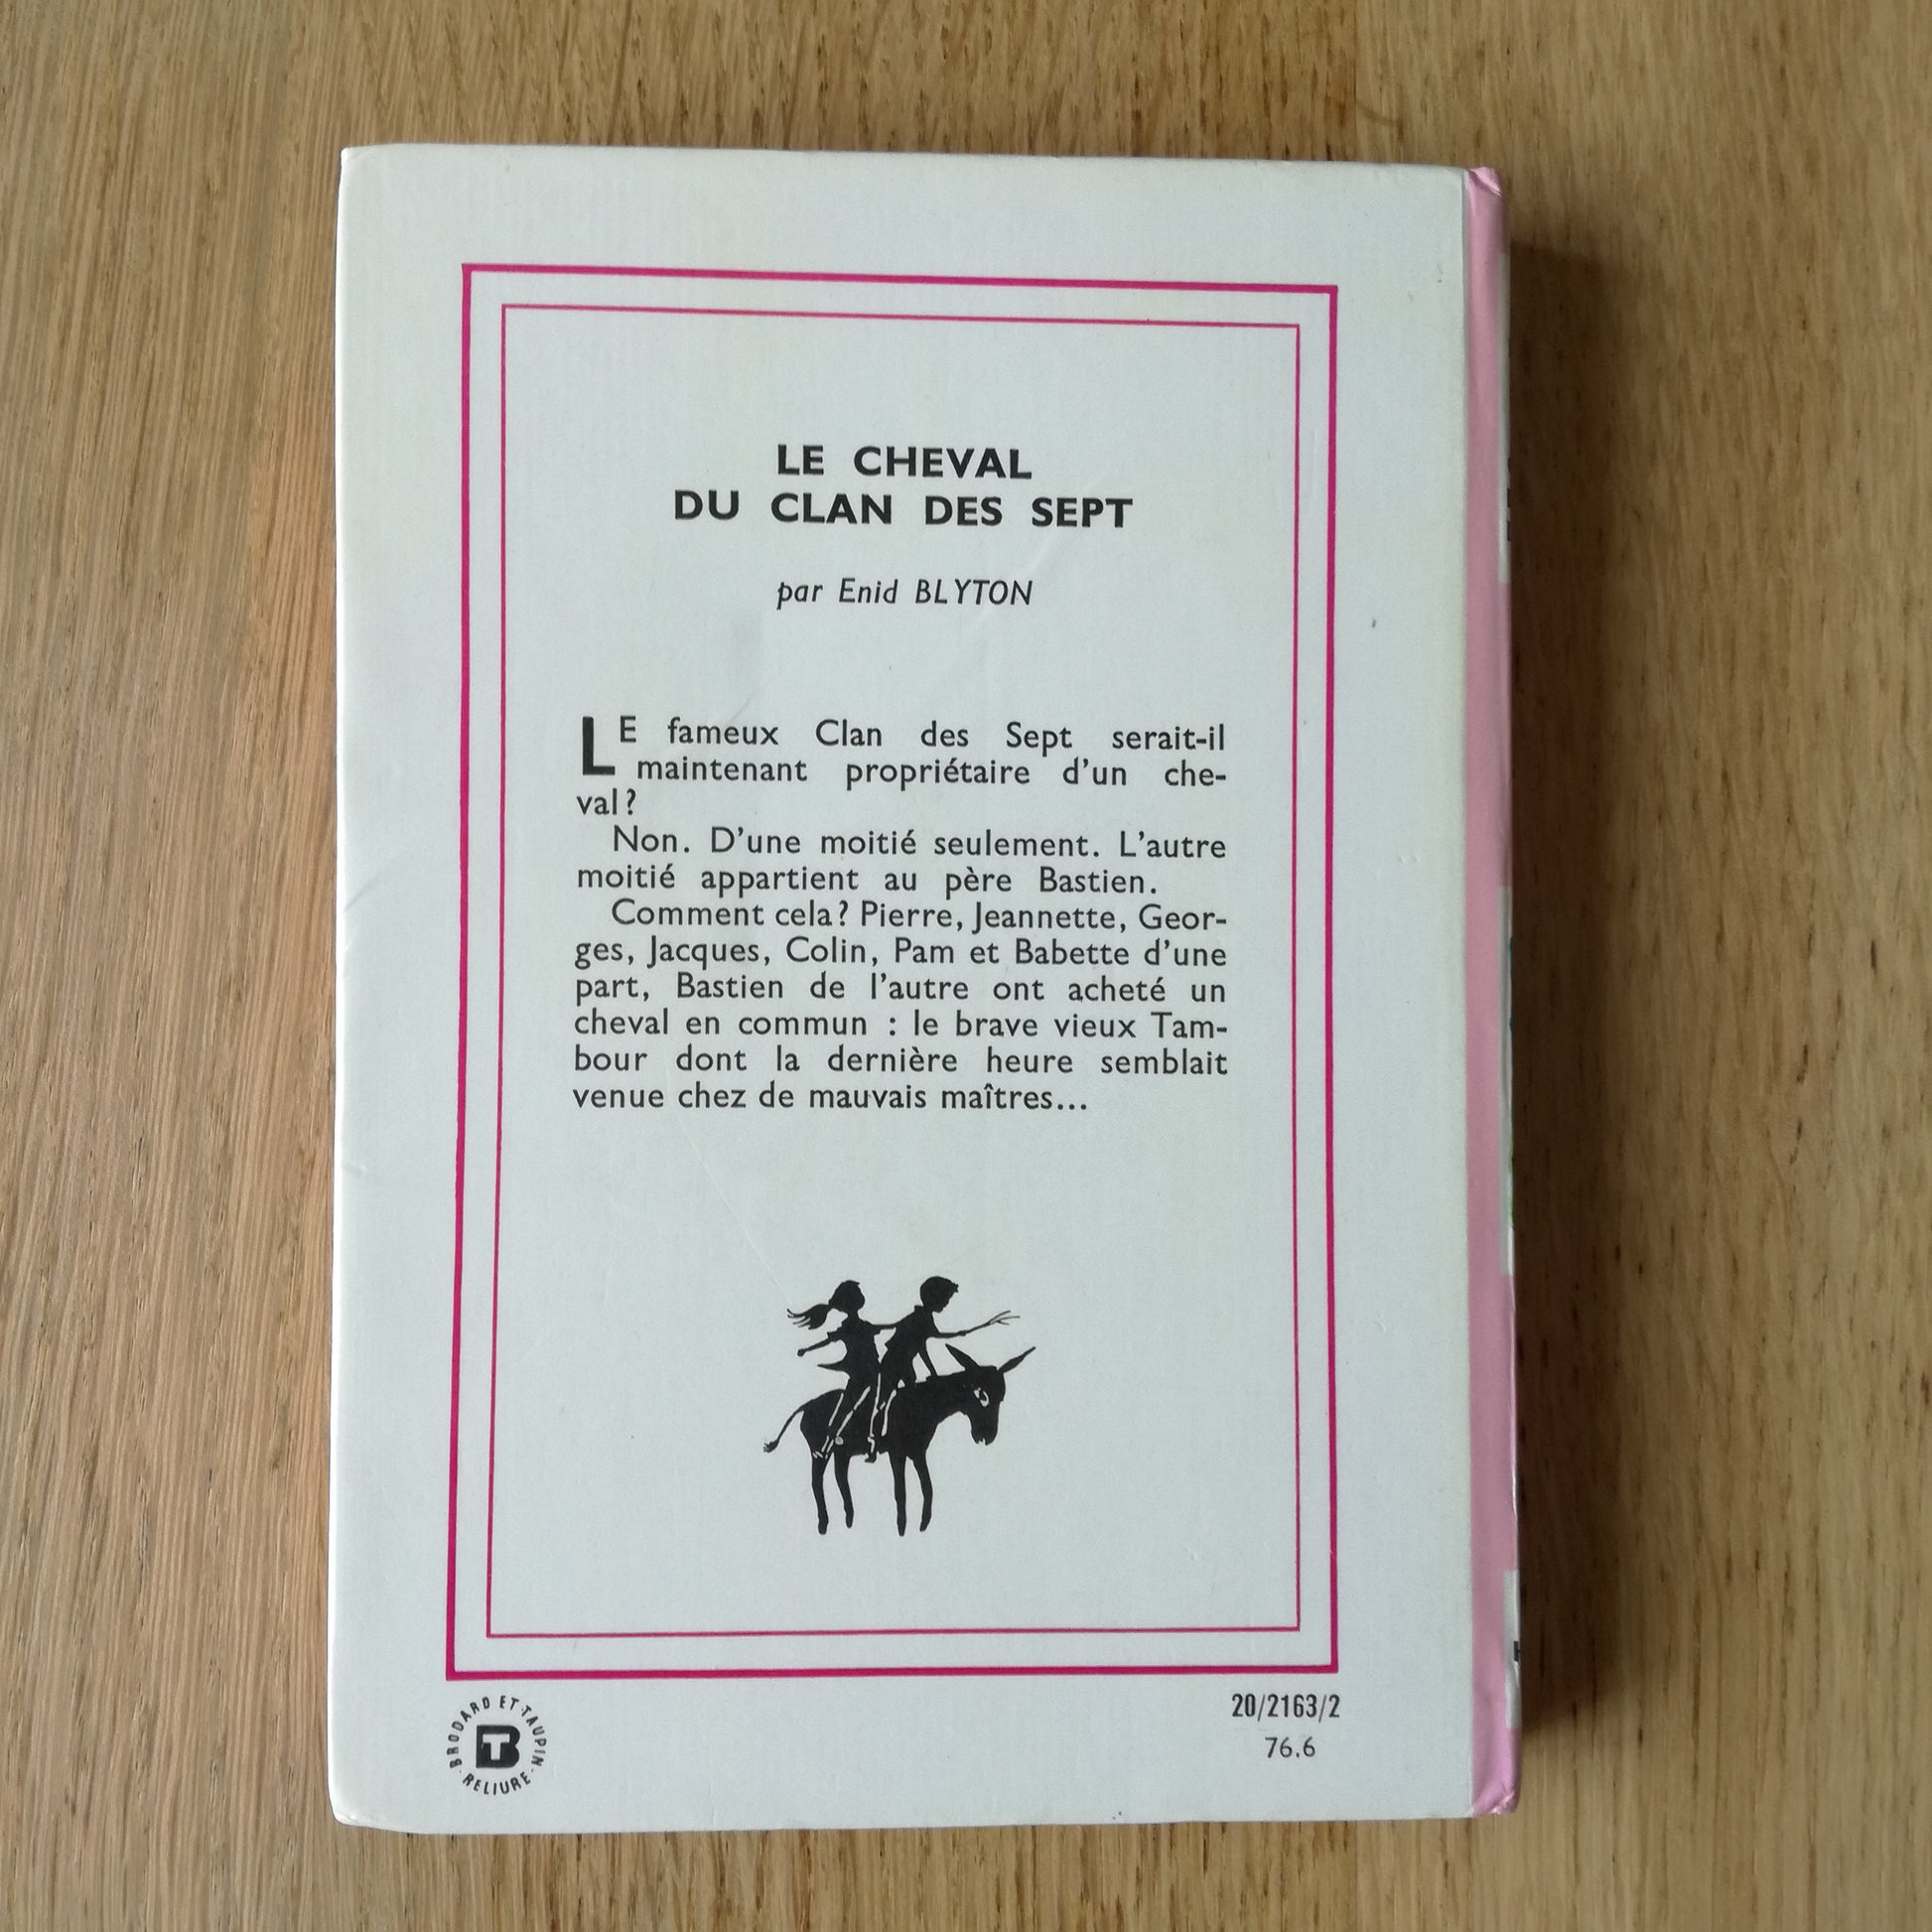 LE CHEVAL
DU CLAN DES SEPT
par Enid BLYTON
LE fameux Clan des Sept serait-il
maintenant propriétaire d'un che-
val?
Non. D'une moitié seulement. L'autre
moitié appartient au père Bastien.
Comment cela? Pierre, Jeannette, Geor-
ges, Jacques, Colin, Pam et Babette d'une
part, Bastien de l'autre ont acheté un
cheval en commun : le brave vieux Tam-
bour dont la dernière heure semblait
venue chez de mauvais maîtres...
BRODARD ET TAUPIN
BT
RELIURE
20/2163/2
76.6